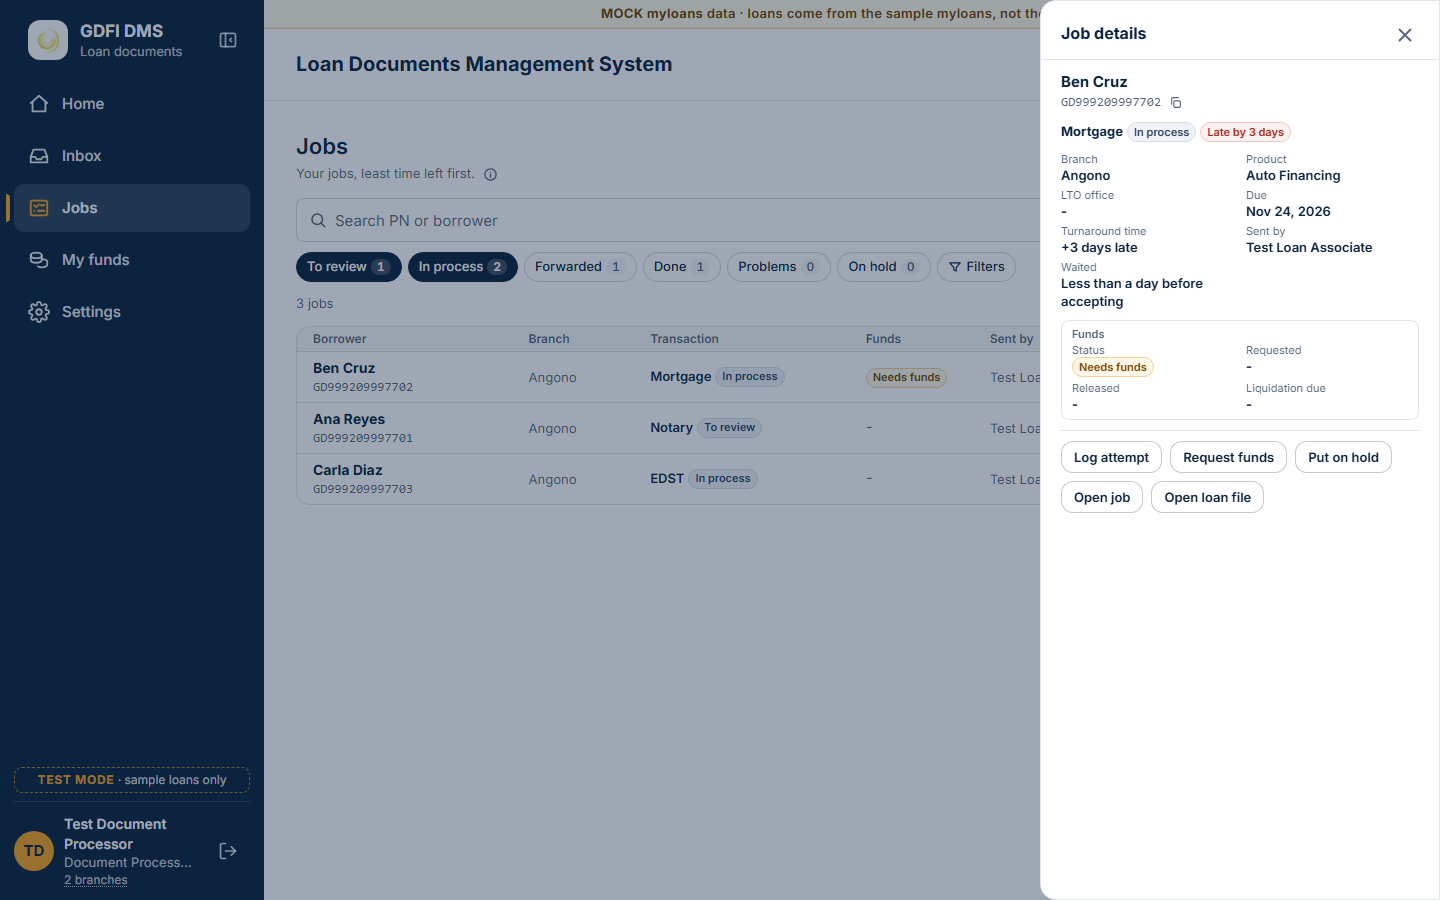 GDFI DMS
Loan documents
Home
Inbox
Jobs
My funds
Settings
TEST MODE · sample loans only
TD
Test Document
Processor
Document Process...
2 branches
MOCK myloans data · loans come from the sample myloans, not the
Loan Documents Management System
Jobs
Your jobs, least time left first.
Search PN or borrower
To review 1 In process 2 Forwarded 1 Done 1 Problems 0 On hold 0 Filters
3 jobs
Borrower Branch Transaction Funds Sent by
Ben Cruz
GD999209997702
Angono Mortgage In process Needs funds Test Loa
Ana Reyes
GD999209997701
Angono Notary To review - Test Loa
Carla Diaz
GD999209997703
Angono EDST In process - Test Loa
Job details
Ben Cruz
GD999209997702
Mortgage In process Late by 3 days
Branch Product
Angono Auto Financing
LTO office Due
- Nov 24, 2026
Turnaround time Sent by
+3 days late Test Loan Associate
Waited
Less than a day before
accepting
Funds
Status Requested
Needs funds -
Released Liquidation due
- -
Log attempt Request funds Put on hold
Open job Open loan file